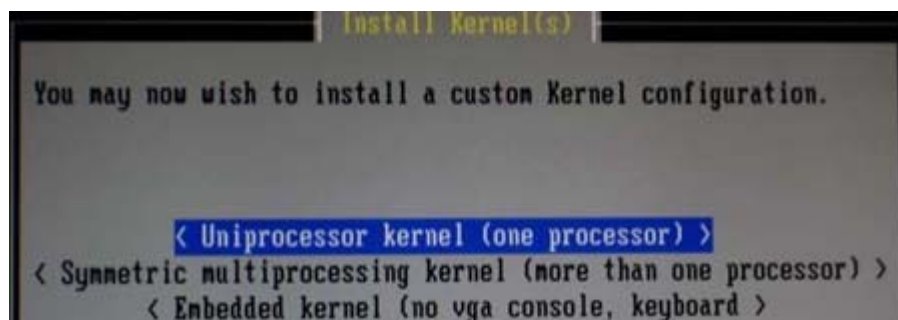 Install Kernel(s)
You may now wish to install a custom Kernel configuration.
< Uniprocessor kernel (one processor) >
< Symmetric multiprocessing kernel (more than one processor) >
< Embedded kernel (no vga console, keyboard >